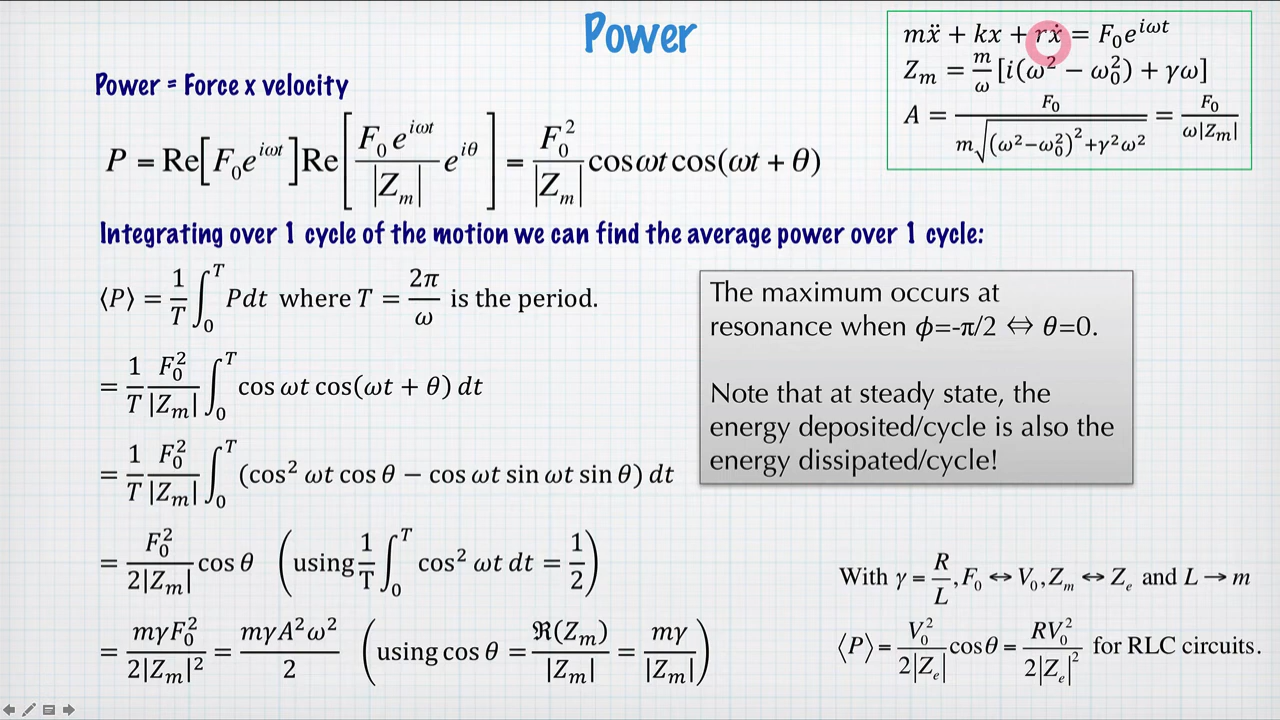 Power
mẍ + kx + rẋ = F₀e^{iωt}
Z_m = m/ω [i(ω² − ω₀²) + γω]
A = F₀ / (m√((ω²−ω₀²)²+γ²ω²)) = F₀ / (ω|Z_m|)
Power = Force x velocity
P = Re[F₀e^{iωt}]Re[F₀e^{iωt}/|Z_m| e^{iθ}] = F₀²/|Z_m| cos ωt cos(ωt + θ)
Integrating over 1 cycle of the motion we can find the average power over 1 cycle:
⟨P⟩ = 1/T ∫₀^T Pdt where T = 2π/ω is the period.
= 1/T F₀²/|Z_m| ∫₀^T cos ωt cos(ωt + θ) dt
= 1/T F₀²/|Z_m| ∫₀^T (cos² ωt cos θ − cos ωt sin ωt sin θ) dt
= F₀²/2|Z_m| cos θ (using 1/T ∫₀^T cos² ωt dt = 1/2)
= mγF₀²/2|Z_m|² = mγA²ω²/2 (using cos θ = ℜ(Z_m)/|Z_m| = mγ/|Z_m|)
The maximum occurs at
resonance when ϕ=-π/2 ⇔ θ=0.
Note that at steady state, the
energy deposited/cycle is also the
energy dissipated/cycle!
With γ = R/L, F₀ ↔ V₀, Z_m ↔ Z_e and L → m
⟨P⟩ = V₀²/2|Z_e| cos θ = RV₀²/2|Z_e|² for RLC circuits.